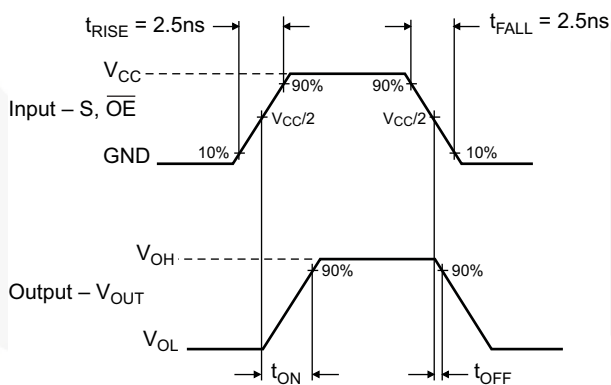 tRISE = 2.5ns
tFALL = 2.5ns
VCC
90%
90%
Input – S, OE
VCC/2
VCC/2
GND
10%
10%
VOH
90%
90%
Output – VOUT
VOL
tON
tOFF